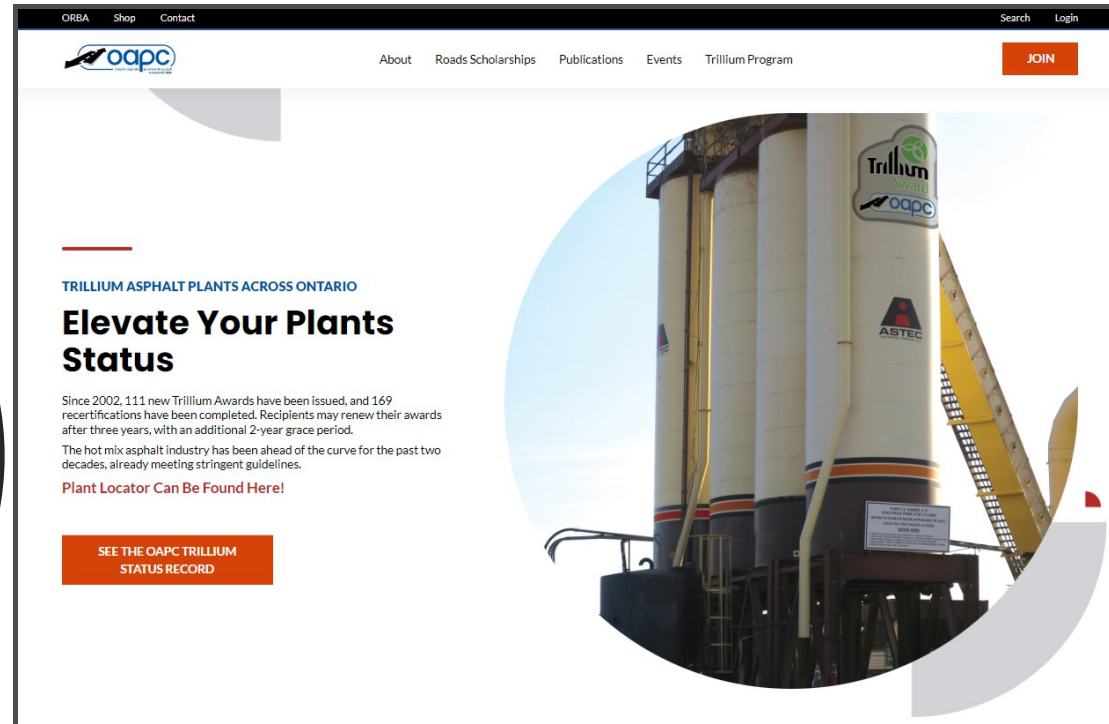 ORBA Shop Contact Search Login
oapc About Roads Scholarships Publications Events Trillium Program JOIN
Trillium
Award
oapc
ASTEC
TRILLIUM ASPHALT PLANTS ACROSS ONTARIO
Elevate Your Plants
Status
Since 2002, 111 new Trillium Awards have been issued, and 169
recertifications have been completed. Recipients may renew their awards
after three years, with an additional 2-year grace period.
The hot mix asphalt industry has been ahead of the curve for the past two
decades, already meeting stringent guidelines.
Plant Locator Can Be Found Here!
SEE THE OAPC TRILLIUM
STATUS RECORD